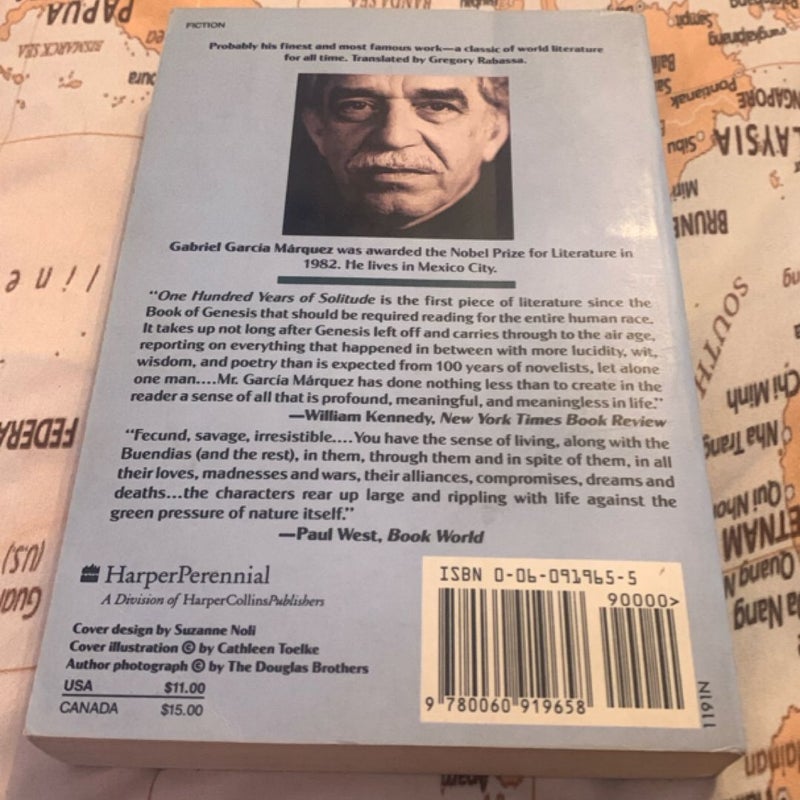 FICTION
Probably his finest and most famous work—a classic of world literature
for all time. Translated by Gregory Rabassa.
Gabriel García Márquez was awarded the Nobel Prize for Literature in
1982. He lives in Mexico City.
"One Hundred Years of Solitude is the first piece of literature since the
Book of Genesis that should be required reading for the entire human race.
It takes up not long after Genesis left off and carries through to the air age,
reporting on everything that happened in between with more lucidity, wit,
wisdom, and poetry than is expected from 100 years of novelists, let alone
one man....Mr. García Márquez has done nothing less than to create in the
reader a sense of all that is profound, meaningful, and meaningless in life."
—William Kennedy, New York Times Book Review
"Fecund, savage, irresistible....You have the sense of living, along with the
Buendias (and the rest), in them, through them and in spite of them, in all
their loves, madnesses and wars, their alliances, compromises, dreams and
deaths...the characters rear up large and rippling with life against the
green pressure of nature itself."
—Paul West, Book World
HarperPerennial
A Division of HarperCollinsPublishers
Cover design by Suzanne Noli
Cover illustration © by Cathleen Toelke
Author photograph © by The Douglas Brothers
USA $11.00
CANADA $15.00
ISBN 0-06-091965-5
90000>
9 780060 919658
1191N
PAPUA
BISMARCK SEA
SINGAPORE
Pontianak
Sibu
Miri
SOUTH
Chi Minh
Nha Trang
Qui Nhon
Da Nang
(U.S)